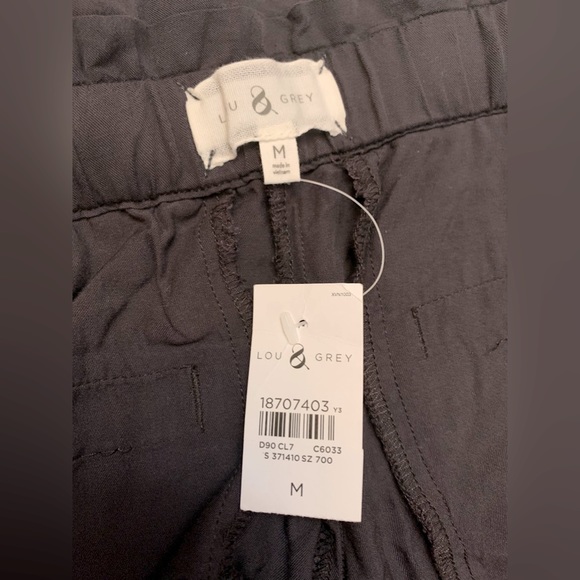 LOU & GREY
M
made in
vietnam
LOU & GREY
18707403 Y3
D90 CL7 C6033
S 371410 SZ 700
M